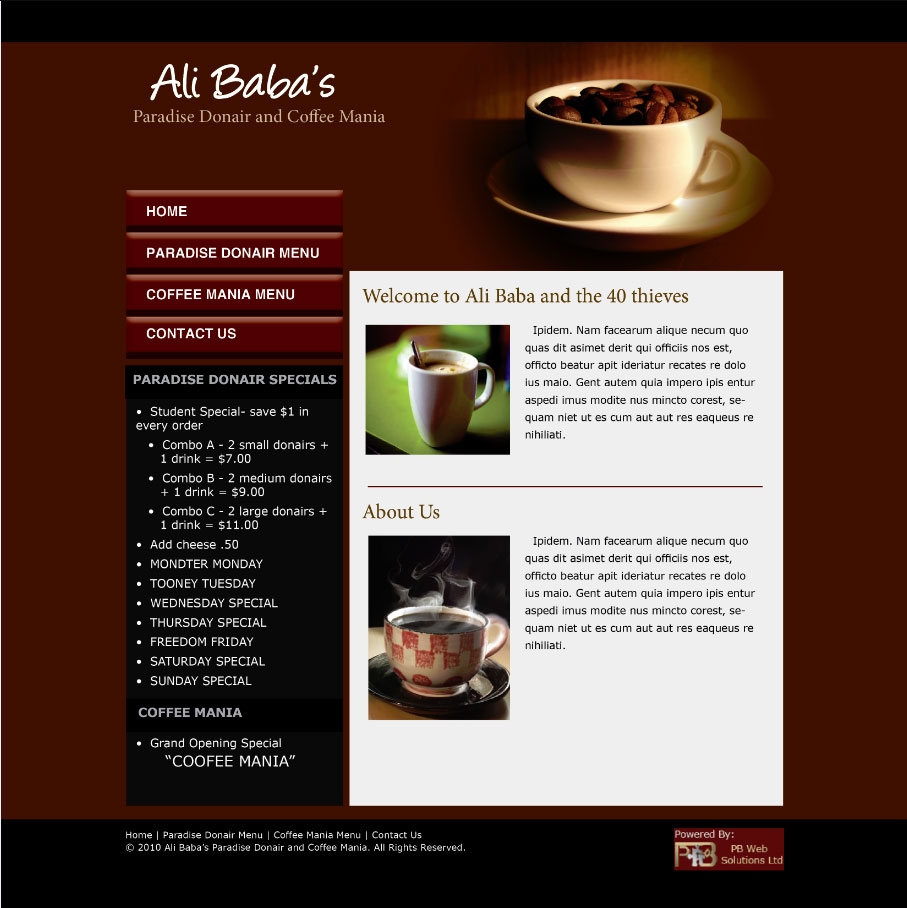 Ali Baba's
Paradise Donair and Coffee Mania
HOME
PARADISE DONAIR MENU
COFFEE MANIA MENU
CONTACT US
PARADISE DONAIR SPECIALS
• Student Special- save $1 in
every order
• Combo A - 2 small donairs +
1 drink = $7.00
• Combo B - 2 medium donairs
+ 1 drink = $9.00
• Combo C - 2 large donairs +
1 drink = $11.00
• Add cheese .50
• MONDTER MONDAY
• TOONEY TUESDAY
• WEDNESDAY SPECIAL
• THURSDAY SPECIAL
• FREEDOM FRIDAY
• SATURDAY SPECIAL
• SUNDAY SPECIAL
COFFEE MANIA
• Grand Opening Special
“COOFEE MANIA”
Welcome to Ali Baba and the 40 thieves
Ipidem. Nam facearum alique necum quo
quas dit asimet derit qui officiis nos est,
officto beatur apit ideriatur recates re dolo
ius maio. Gent autem quia impero ipis entur
aspedi imus modite nus mincto corest, se-
quam niet ut es cum aut aut res eaqueus re
nihiliati.
About Us
Ipidem. Nam facearum alique necum quo
quas dit asimet derit qui officiis nos est,
officto beatur apit ideriatur recates re dolo
ius maio. Gent autem quia impero ipis entur
aspedi imus modite nus mincto corest, se-
quam niet ut es cum aut aut res eaqueus re
nihiliati.
Home | Paradise Donair Menu | Coffee Mania Menu | Contact Us
© 2010 Ali Baba's Paradise Donair and Coffee Mania. All Rights Reserved.
Powered By:
PB
PB Web
Solutions Ltd